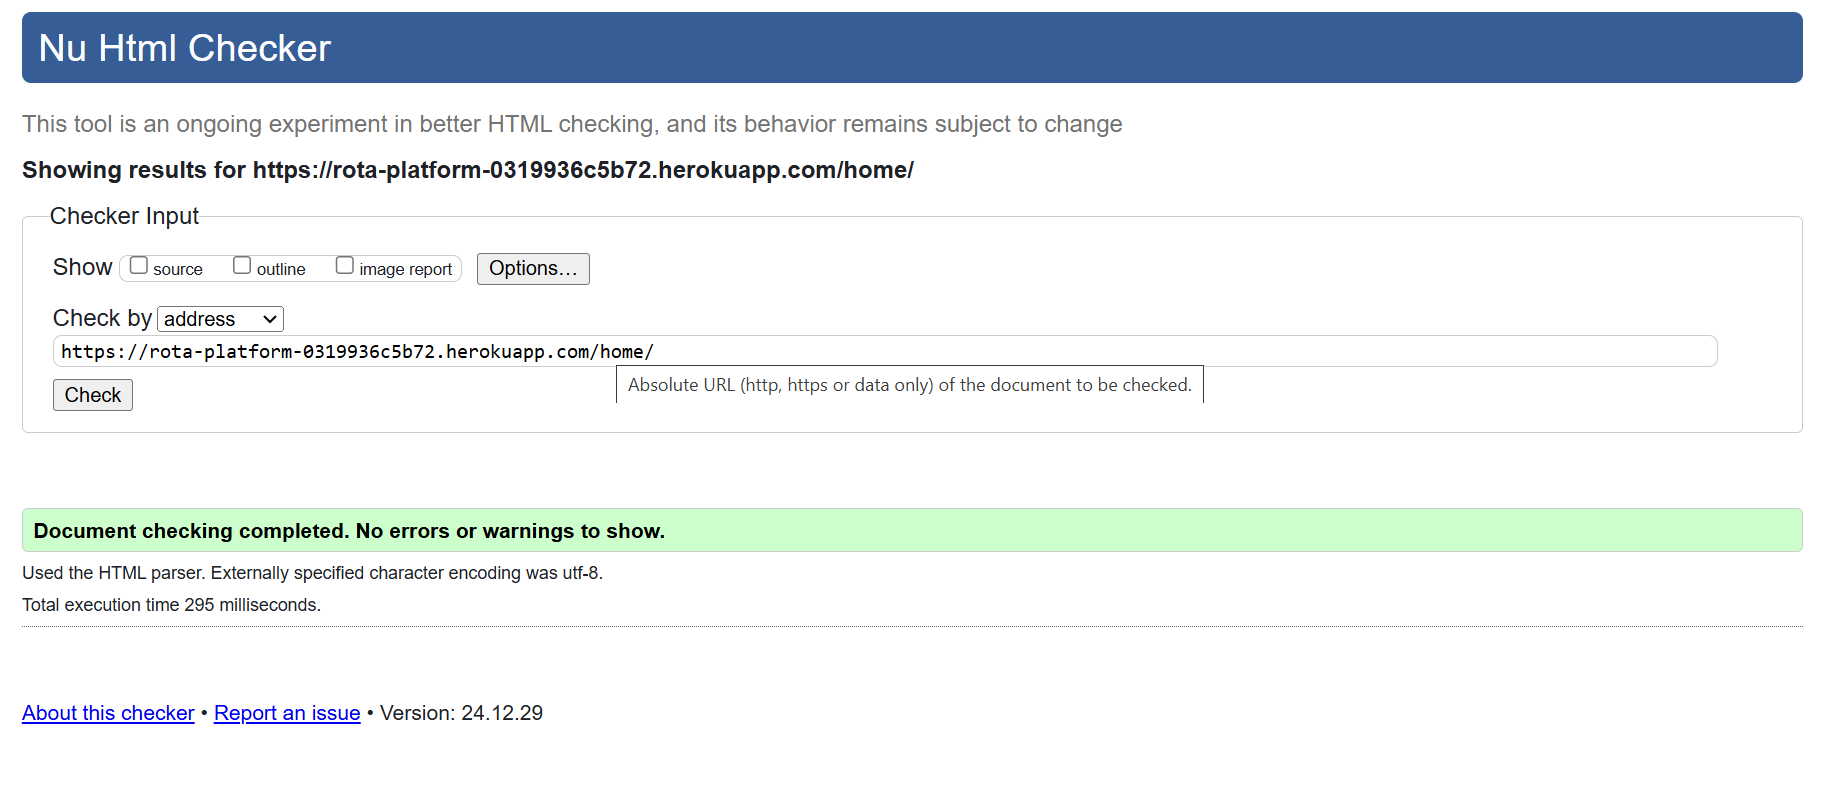 Nu Html Checker
This tool is an ongoing experiment in better HTML checking, and its behavior remains subject to change
Showing results for https://rota-platform-0319936c5b72.herokuapp.com/home/
Checker Input
Show source outline image report Options...
Check by address
https://rota-platform-0319936c5b72.herokuapp.com/home/
Absolute URL (http, https or data only) of the document to be checked.
Check
Document checking completed. No errors or warnings to show.
Used the HTML parser. Externally specified character encoding was utf-8.
Total execution time 295 milliseconds.
About this checker • Report an issue • Version: 24.12.29